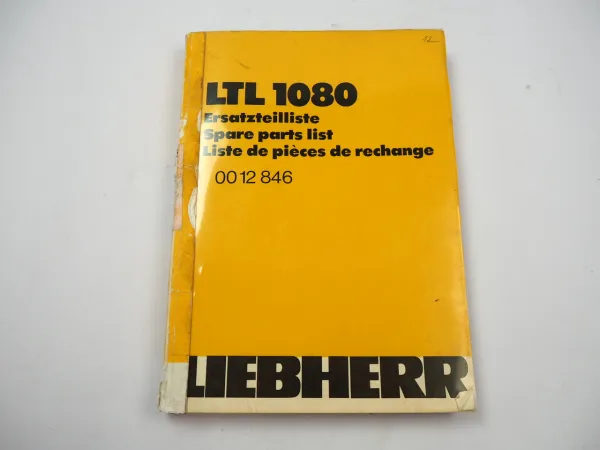 LTL 1080
Ersatzteilliste
Spare parts list
Liste de pièces de rechange
00 12 846
LIEBHERR